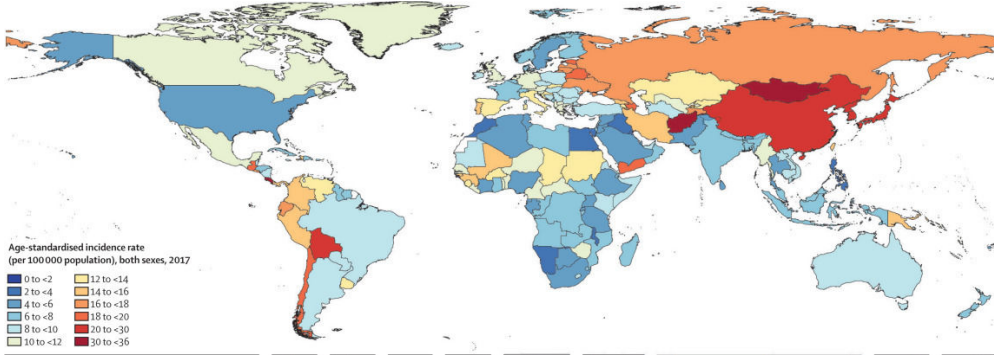 Age-standardised incidence rate
(per 100 000 population), both sexes, 2017
0 to <2
2 to <4
4 to <6
6 to <8
8 to <10
10 to <12
12 to <14
14 to <16
16 to <18
18 to <20
20 to <30
30 to <36